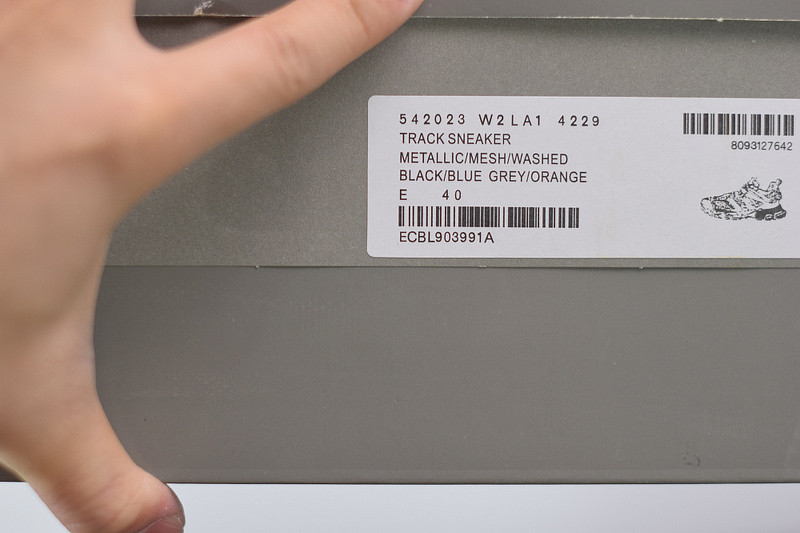 542023 W2LA1 4229
TRACK SNEAKER
METALLIC/MESH/WASHED
BLACK/BLUE GREY/ORANGE
E 40
ECBL903991A
8093127642